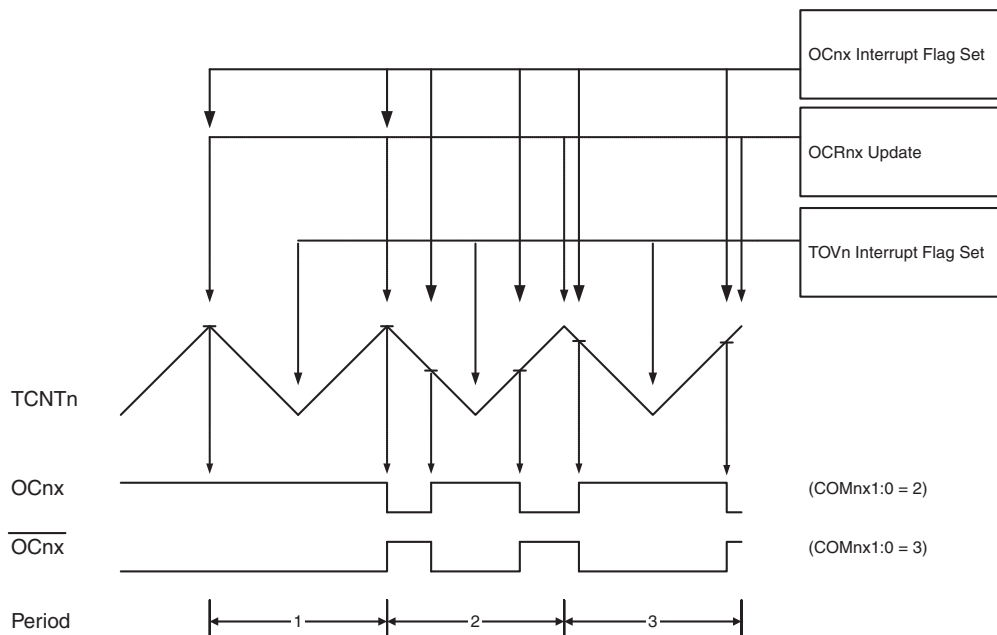 OCnx Interrupt Flag Set
OCRnx Update
TOVn Interrupt Flag Set
TCNTn
OCnx
(COMnx1:0 = 2)
OCnx
(COMnx1:0 = 3)
Period
1
2
3